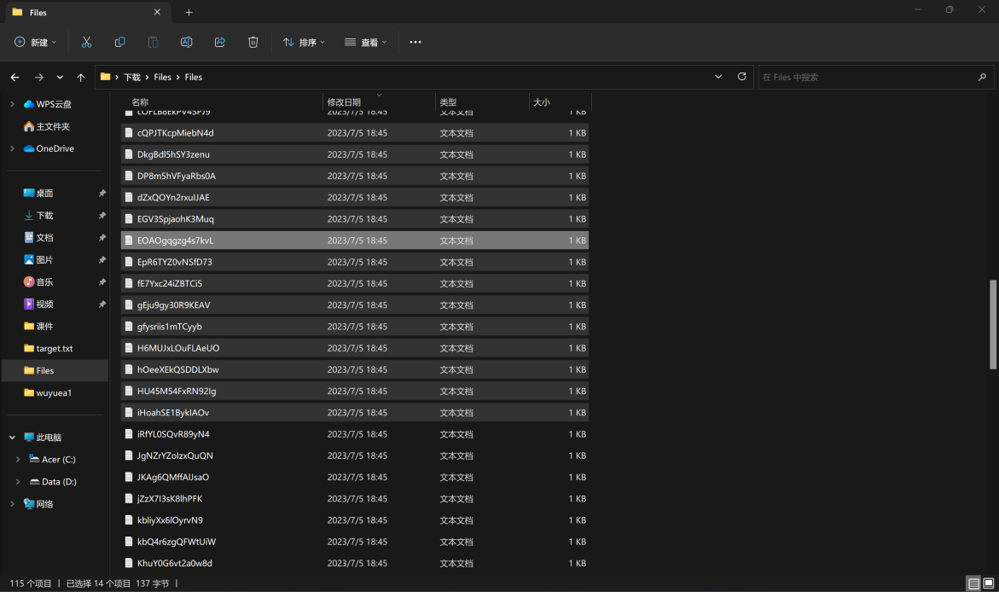 Files
新建
排序
查看
下载 Files Files
在 Files 中搜索
WPS云盘
主文件夹
OneDrive
桌面
下载
文档
图片
音乐
视频
课件
target.txt
Files
wuyuea1
此电脑
Acer (C:)
Data (D:)
网络
名称 修改日期 类型 大小
2023/7/5 18:45 文本文档 1 KB
cQPJTKcpMiebN4d 2023/7/5 18:45 文本文档 1 KB
DkgBdl5hSY3zenu 2023/7/5 18:45 文本文档 1 KB
DP8m5hVFyaRbs0A 2023/7/5 18:45 文本文档 1 KB
dZxQOYn2rxuIJAE 2023/7/5 18:45 文本文档 1 KB
EGV3SpjaohK3Muq 2023/7/5 18:45 文本文档 1 KB
EOAOgqgzg4s7kvL 2023/7/5 18:45 文本文档 1 KB
EpR6TYZ0vNSfD73 2023/7/5 18:45 文本文档 1 KB
fE7Yxc24iZBTCi5 2023/7/5 18:45 文本文档 1 KB
gEju9gy30R9KEAV 2023/7/5 18:45 文本文档 1 KB
gfysriis1mTCyyb 2023/7/5 18:45 文本文档 1 KB
H6MUJxLOuFLAeUO 2023/7/5 18:45 文本文档 1 KB
hOeeXEkQSDDLXbw 2023/7/5 18:45 文本文档 1 KB
HU45M54FxRN92Ig 2023/7/5 18:45 文本文档 1 KB
iHoahSE1BykIAOv 2023/7/5 18:45 文本文档 1 KB
iRfYL0SQvR89yN4 2023/7/5 18:45 文本文档 1 KB
JgNZrYZoIzxQuQN 2023/7/5 18:45 文本文档 1 KB
JKAg6QMffAlJsaO 2023/7/5 18:45 文本文档 1 KB
jZzX7I3sK8lhPFK 2023/7/5 18:45 文本文档 1 KB
kbliyXx6lOyrvN9 2023/7/5 18:45 文本文档 1 KB
kbQ4r6zgQFWtUiW 2023/7/5 18:45 文本文档 1 KB
KhuY0G6vt2a0w8d 2023/7/5 18:45 文本文档 1 KB
115 个项目 | 已选择 14 个项目 137 字节 |